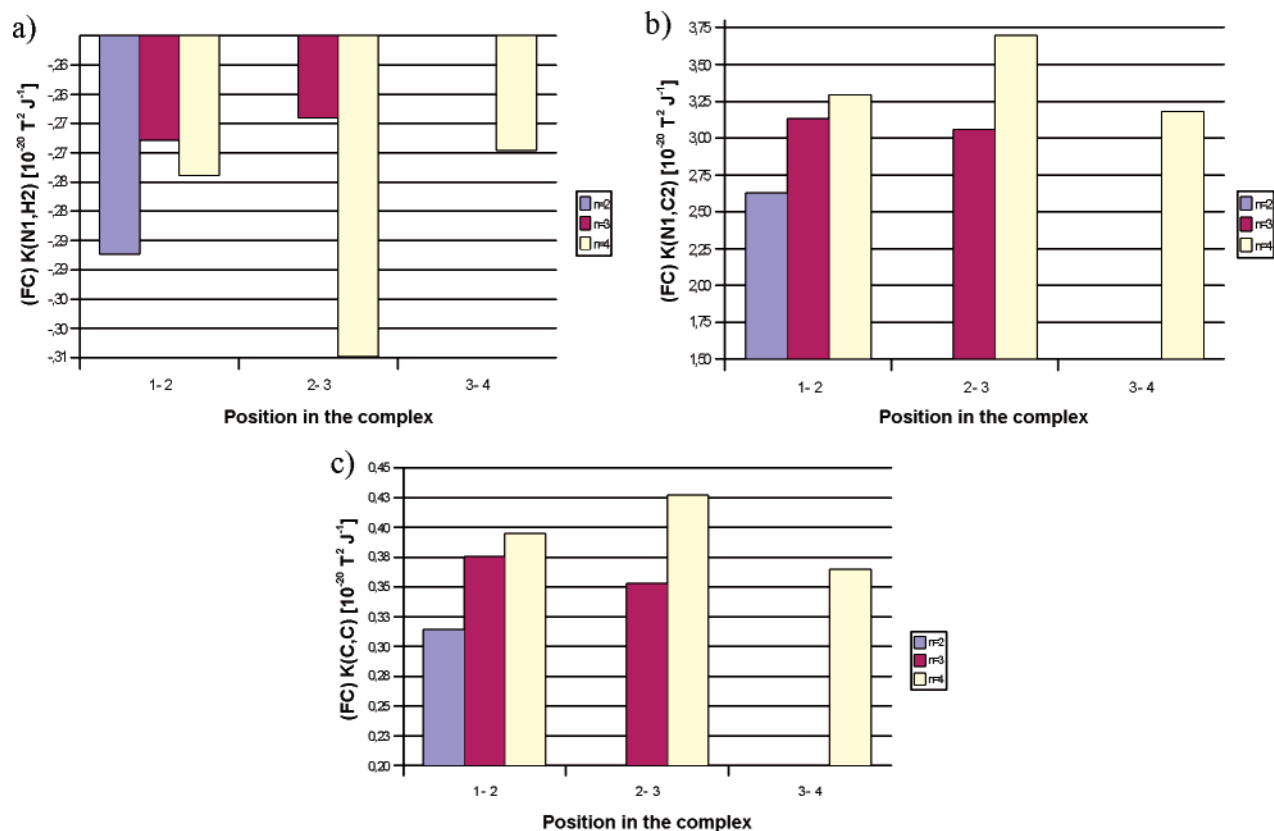 a)
(FC) K(N1,H2) [10⁻²⁰ T² J⁻¹]
-,26
-,26
-,27
-,27
-,28
-,28
-,29
-,29
-,30
-,30
-,31
1-2
2-3
3-4
Position in the complex
n=2
n=3
n=4
b)
(FC) K(N1,C2) [10⁻²⁰ T² J⁻¹]
3,75
3,50
3,25
3,00
2,75
2,50
2,25
2,00
1,75
1,50
1-2
2-3
3-4
Position in the complex
n=2
n=3
n=4
c)
(FC) K(C,C) [10⁻²⁰ T² J⁻¹]
0,45
0,43
0,40
0,38
0,35
0,33
0,30
0,28
0,25
0,23
0,20
1-2
2-3
3-4
Position in the complex
n=2
n=3
n=4